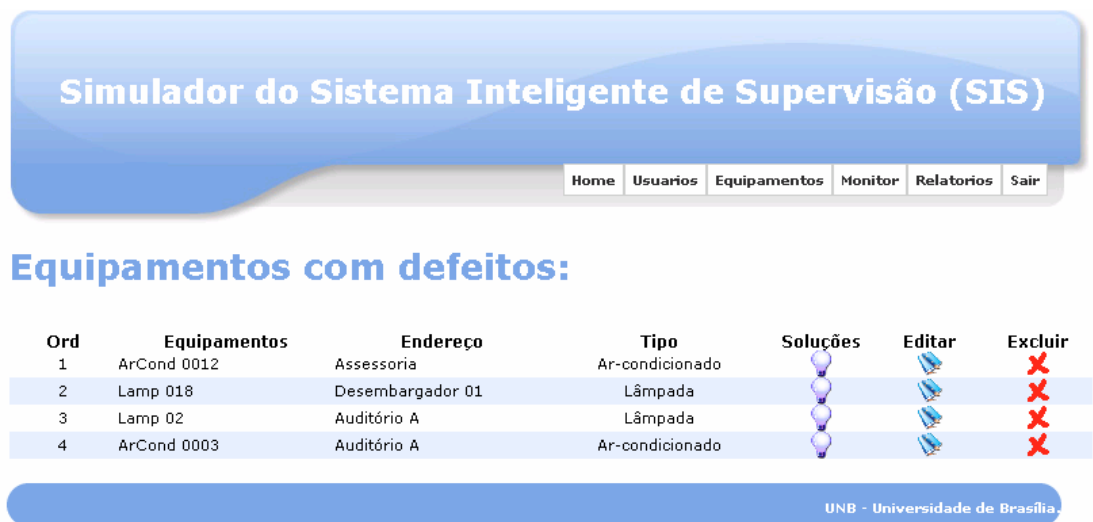 Simulador do Sistema Inteligente de Supervisão (SIS)
Home Usuarios Equipamentos Monitor Relatorios Sair
Equipamentos com defeitos:
Ord Equipamentos Endereço Tipo Soluções Editar Excluir
1 ArCond 0012 Assessoria Ar-condicionado
2 Lamp 018 Desembargador 01 Lâmpada
3 Lamp 02 Auditório A Lâmpada
4 ArCond 0003 Auditório A Ar-condicionado
UNB - Universidade de Brasília.